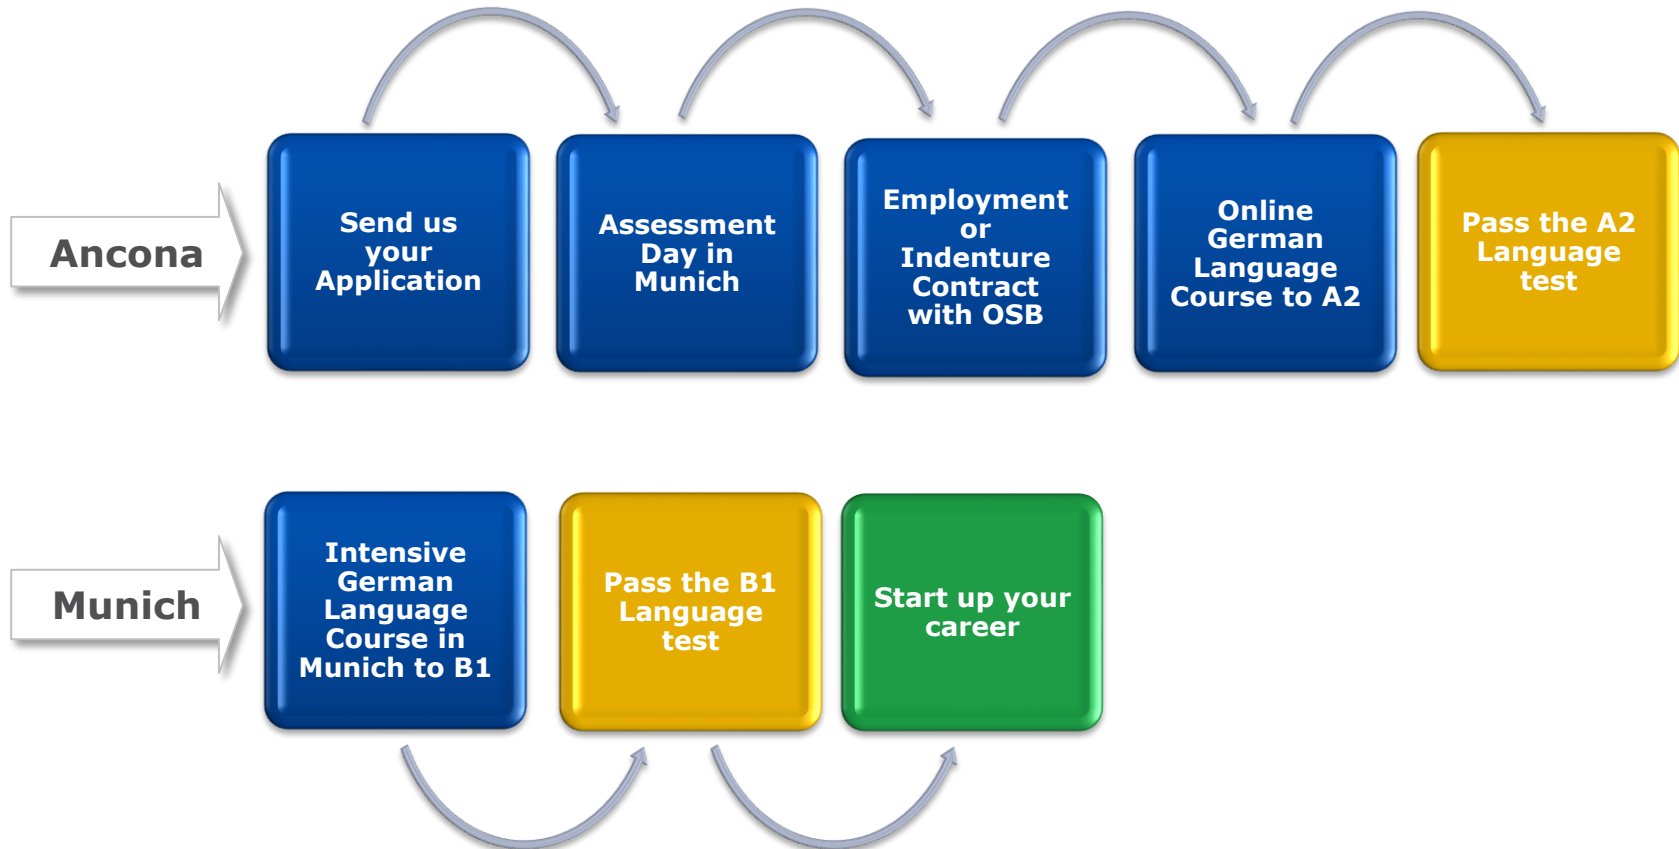 Ancona
Send us
your
Application
Assessment
Day in
Munich
Employment
or
Indenture
Contract
with OSB
Online
German
Language
Course to A2
Pass the A2
Language
test
Munich
Intensive
German
Language
Course in
Munich to B1
Pass the B1
Language
test
Start up your
career